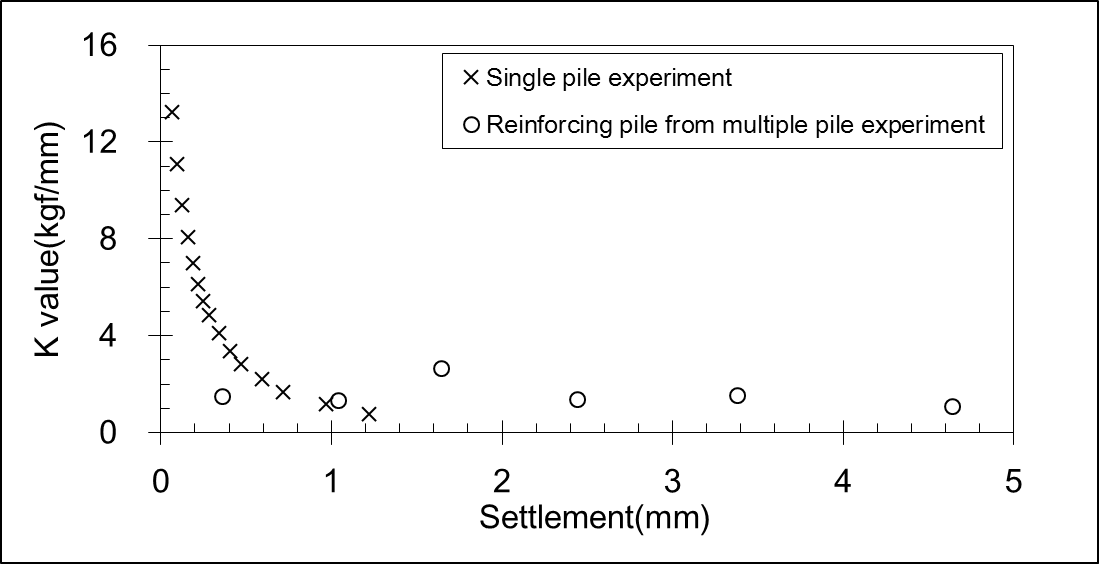 16
12
8
4
0
K value(kgf/mm)
Single pile experiment
Reinforcing pile from multiple pile experiment
0 1 2 3 4 5
Settlement(mm)